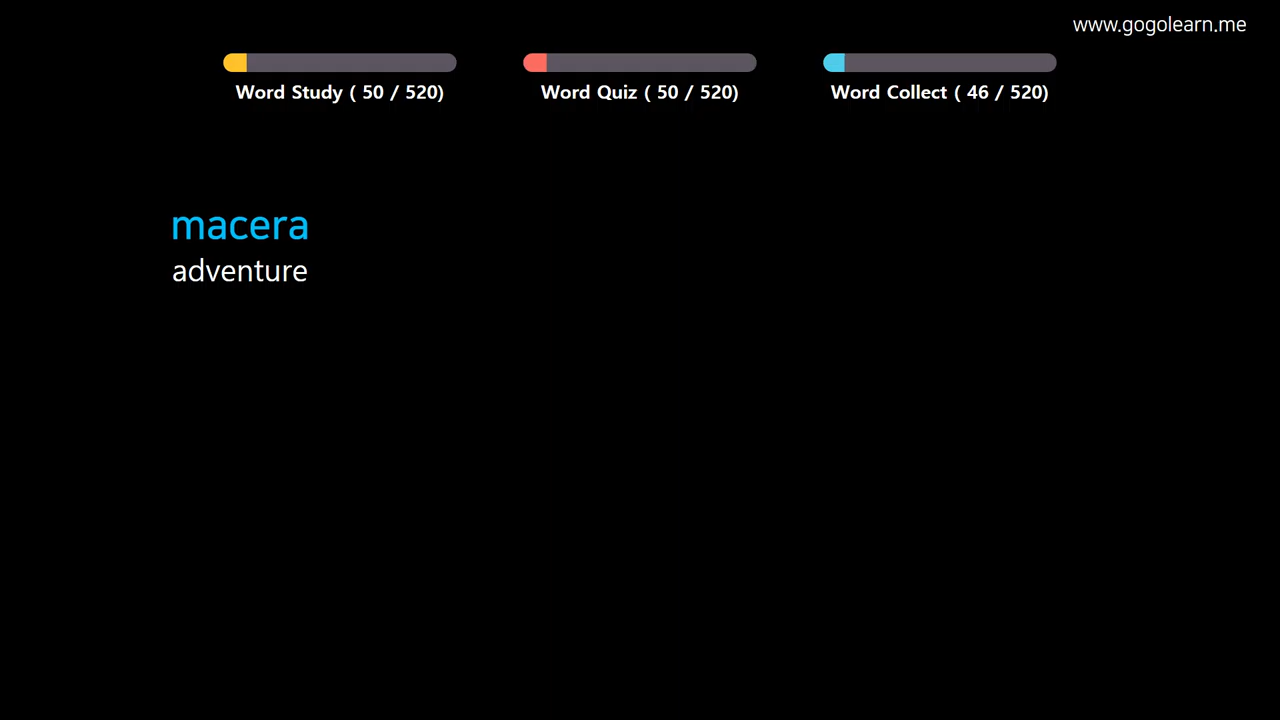 www.gogolearn.me
Word Study ( 50 / 520)
Word Quiz ( 50 / 520)
Word Collect ( 46 / 520)
macera
adventure